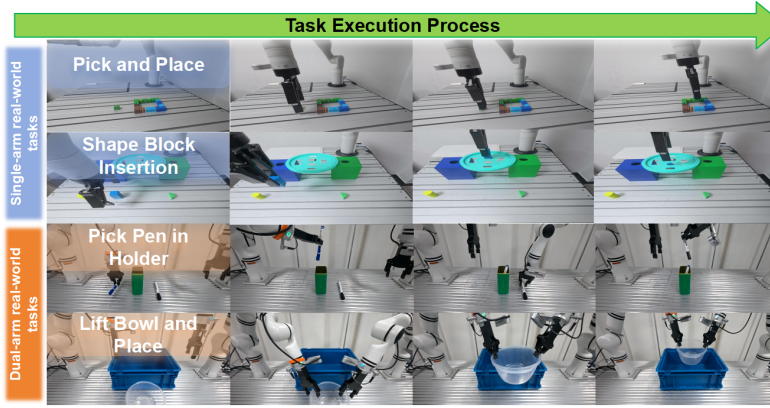 Task Execution Process
Single-arm real-world
tasks
Pick and Place
Shape Block
Insertion
Dual-arm real-world
tasks
Pick Pen in
Holder
Lift Bowl and
Place